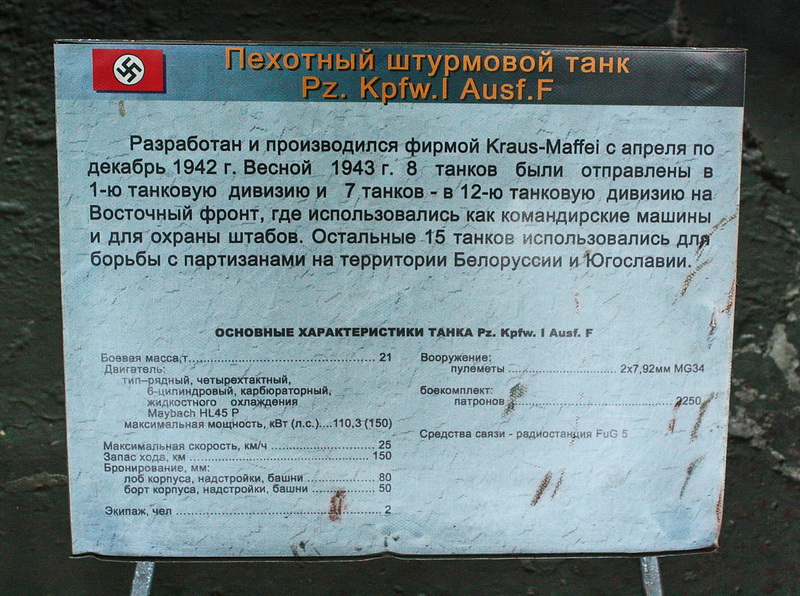 Пехотный штурмовой танк
Pz. Kpfw.I Ausf.F
Разработан и производился фирмой Kraus-Maffei с апреля по
декабрь 1942 г. Весной 1943 г. 8 танков были отправлены в
1-ю танковую дивизию и 7 танков - в 12-ю танковую дивизию на
Восточный фронт, где использовались как командирские машины
и для охраны штабов. Остальные 15 танков использовались для
борьбы с партизанами на территории Белоруссии и Югославии.
ОСНОВНЫЕ ХАРАКТЕРИСТИКИ ТАНКА Pz. Kpfw. I Ausf. F
Боевая масса,т.................................................. 21
Двигатель:
тип–рядный, четырехтактный,
6-цилиндровый, карбюраторный,
жидкостного охлаждения
Maybach HL45 P
максимальная мощность, кВт (л.с.)....110,3 (150)
Максимальная скорость, км/ч ............................ 25
Запас хода, км .................................................. 150
Бронирование, мм:
лоб корпуса, надстройки, башни .................... 80
борт корпуса, надстройки, башни .................. 50
Экипаж, чел ...................................................... 2
Вооружение:
пулеметы ............................ 2x7,92мм MG34
боекомплект:
патронов ............................................ 2250
Средства связи - радиостанция FuG 5